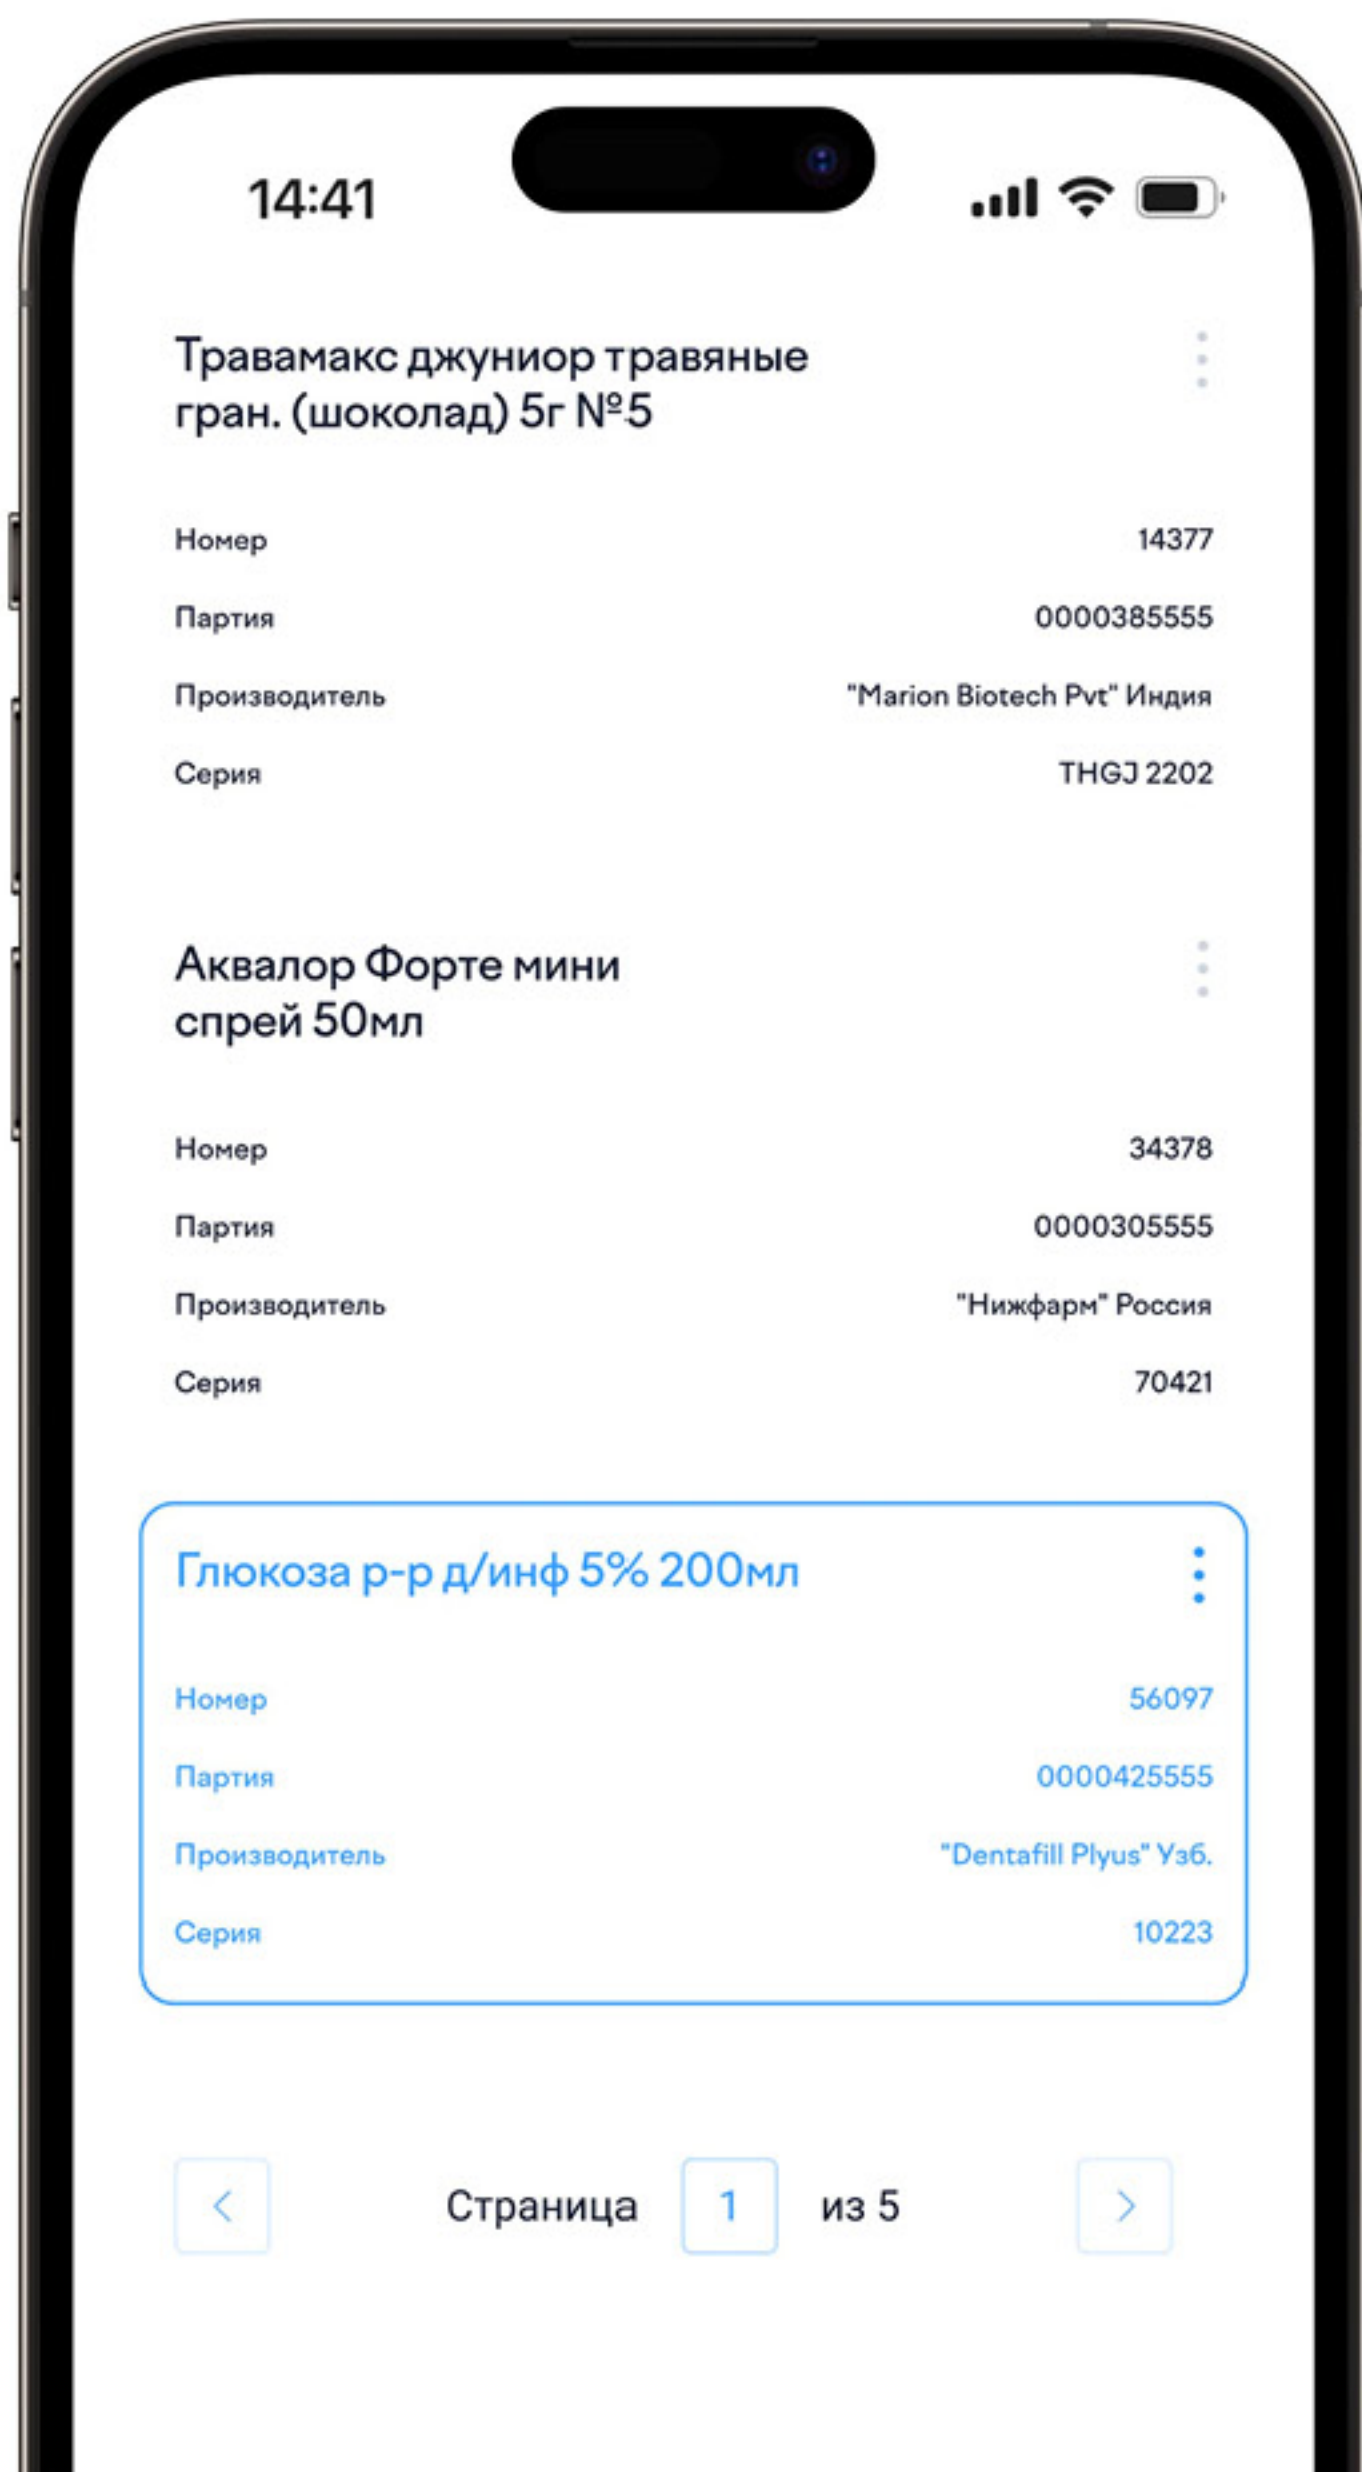 14:41
Травамакс джуниор травяные
гран. (шоколад) 5г №5
Номер 14377
Партия 0000385555
Производитель "Marion Biotech Pvt" Индия
Серия THGJ 2202
Аквалор Форте мини
спрей 50мл
Номер 34378
Партия 0000305555
Производитель "Нижфарм" Россия
Серия 70421
Глюкоза р-р д/инф 5% 200мл
Номер 56097
Партия 0000425555
Производитель "Dentafill Plyus" Узб.
Серия 10223
Страница 1 из 5